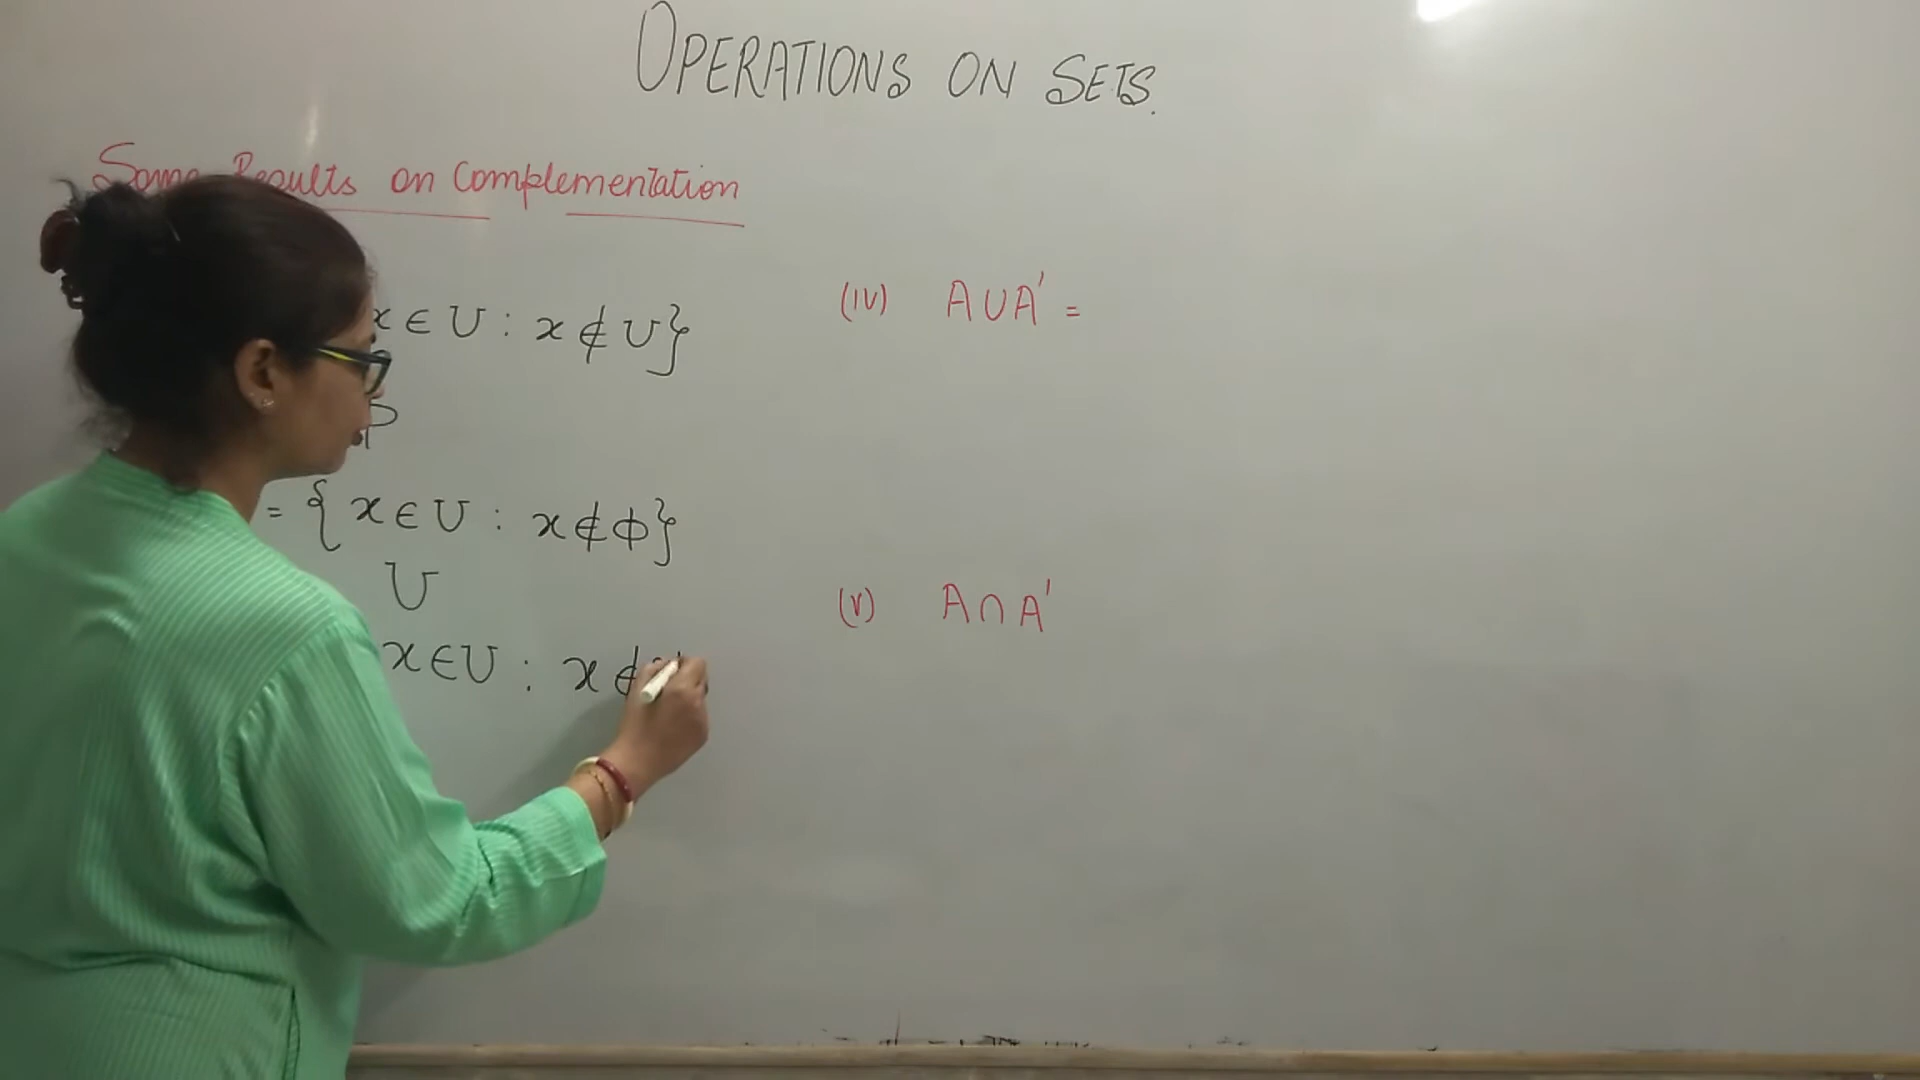 OPERATIONS ON SETS.
Some Results on Complementation
x ∈ U : x ∉ U}
= { x ∈ U : x ∉ ϕ}
U
x ∈ U : x ∉
(IV) A ∪ A' =
(V) A ∩ A'